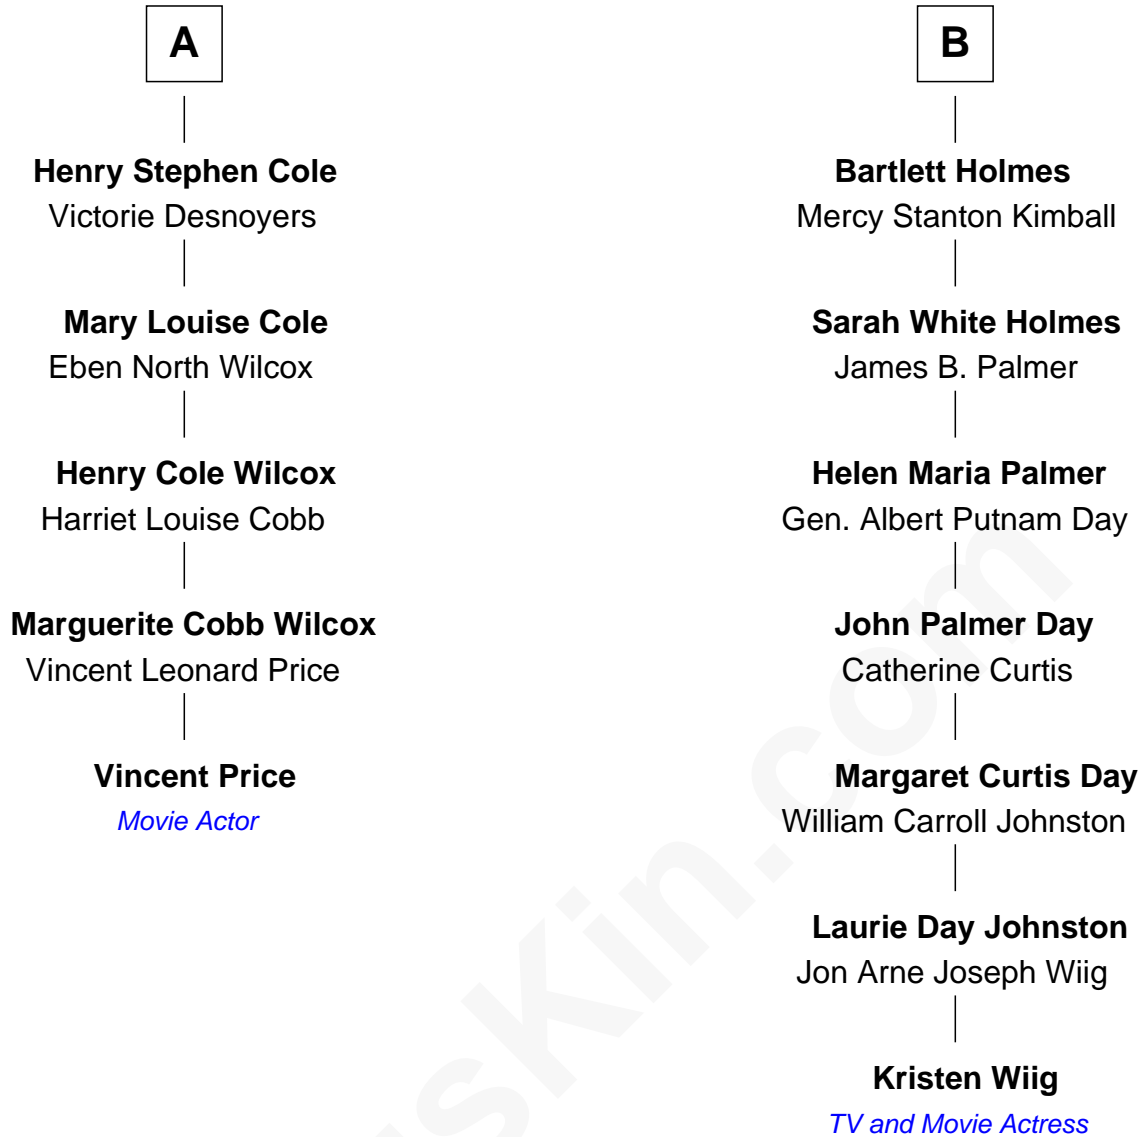 A
Henry Stephen Cole
Victorie Desnoyers
Mary Louise Cole
Eben North Wilcox
Henry Cole Wilcox
Harriet Louise Cobb
Marguerite Cobb Wilcox
Vincent Leonard Price
Vincent Price
Movie Actor
B
Bartlett Holmes
Mercy Stanton Kimball
Sarah White Holmes
James B. Palmer
Helen Maria Palmer
Gen. Albert Putnam Day
John Palmer Day
Catherine Curtis
Margaret Curtis Day
William Carroll Johnston
Laurie Day Johnston
Jon Arne Joseph Wiig
Kristen Wiig
TV and Movie Actress